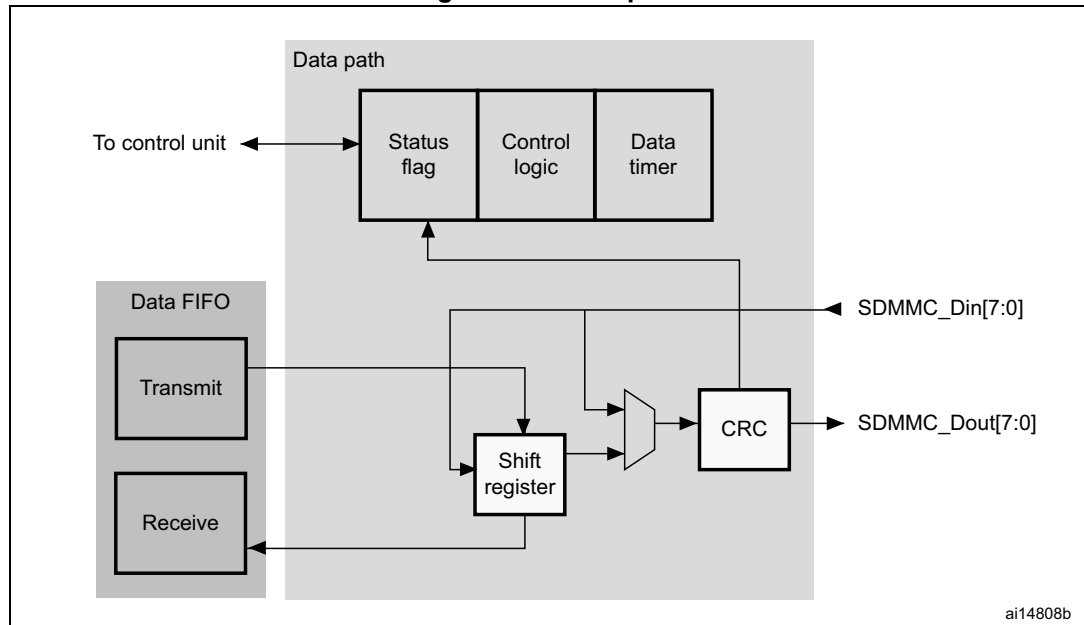 Data path
To control unit
Status
flag
Control
logic
Data
timer
Data FIFO
SDMMC_Din[7:0]
Transmit
CRC
SDMMC_Dout[7:0]
Shift
register
Receive
ai14808b